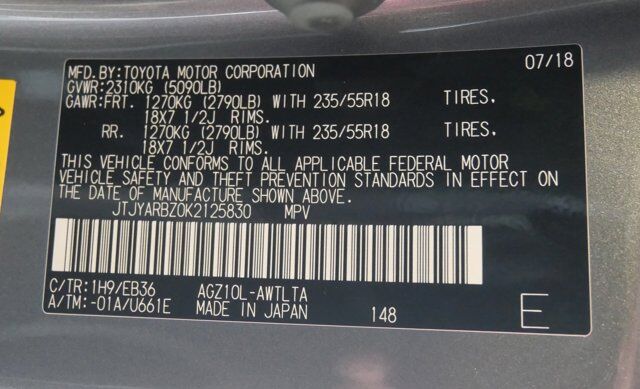 MFD.BY:TOYOTA MOTOR CORPORATION 07/18
GVWR:2310KG (5090LB)
GAWR:FRT. 1270KG (2790LB) WITH 235/55R18 TIRES,
18X7 1/2J RIMS.
RR. 1270KG (2790LB) WITH 235/55R18 TIRES,
18X7 1/2J RIMS.
THIS VEHICLE CONFORMS TO ALL APPLICABLE FEDERAL MOTOR
VEHICLE SAFETY AND THEFT PREVENTION STANDARDS IN EFFECT ON
THE DATE OF MANUFACTURE SHOWN ABOVE.
JTJYARBZ0K2125830 MPV
C/TR:1H9/EB36 AGZ10L-AWTLTA
A/TM:-01A/U661E MADE IN JAPAN 148 E